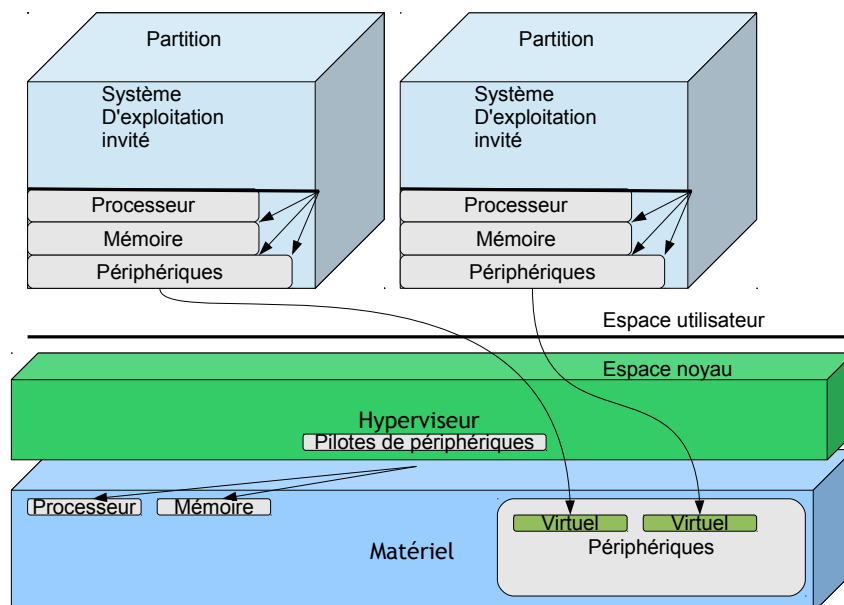 Partition
Partition
Système
D'exploitation
invité
Système
D'exploitation
invité
Processeur
Mémoire
Périphériques
Processeur
Mémoire
Périphériques
Espace utilisateur
Espace noyau
Hyperviseur
Pilotes de périphériques
Processeur
Mémoire
Virtuel
Virtuel
Périphériques
Matériel